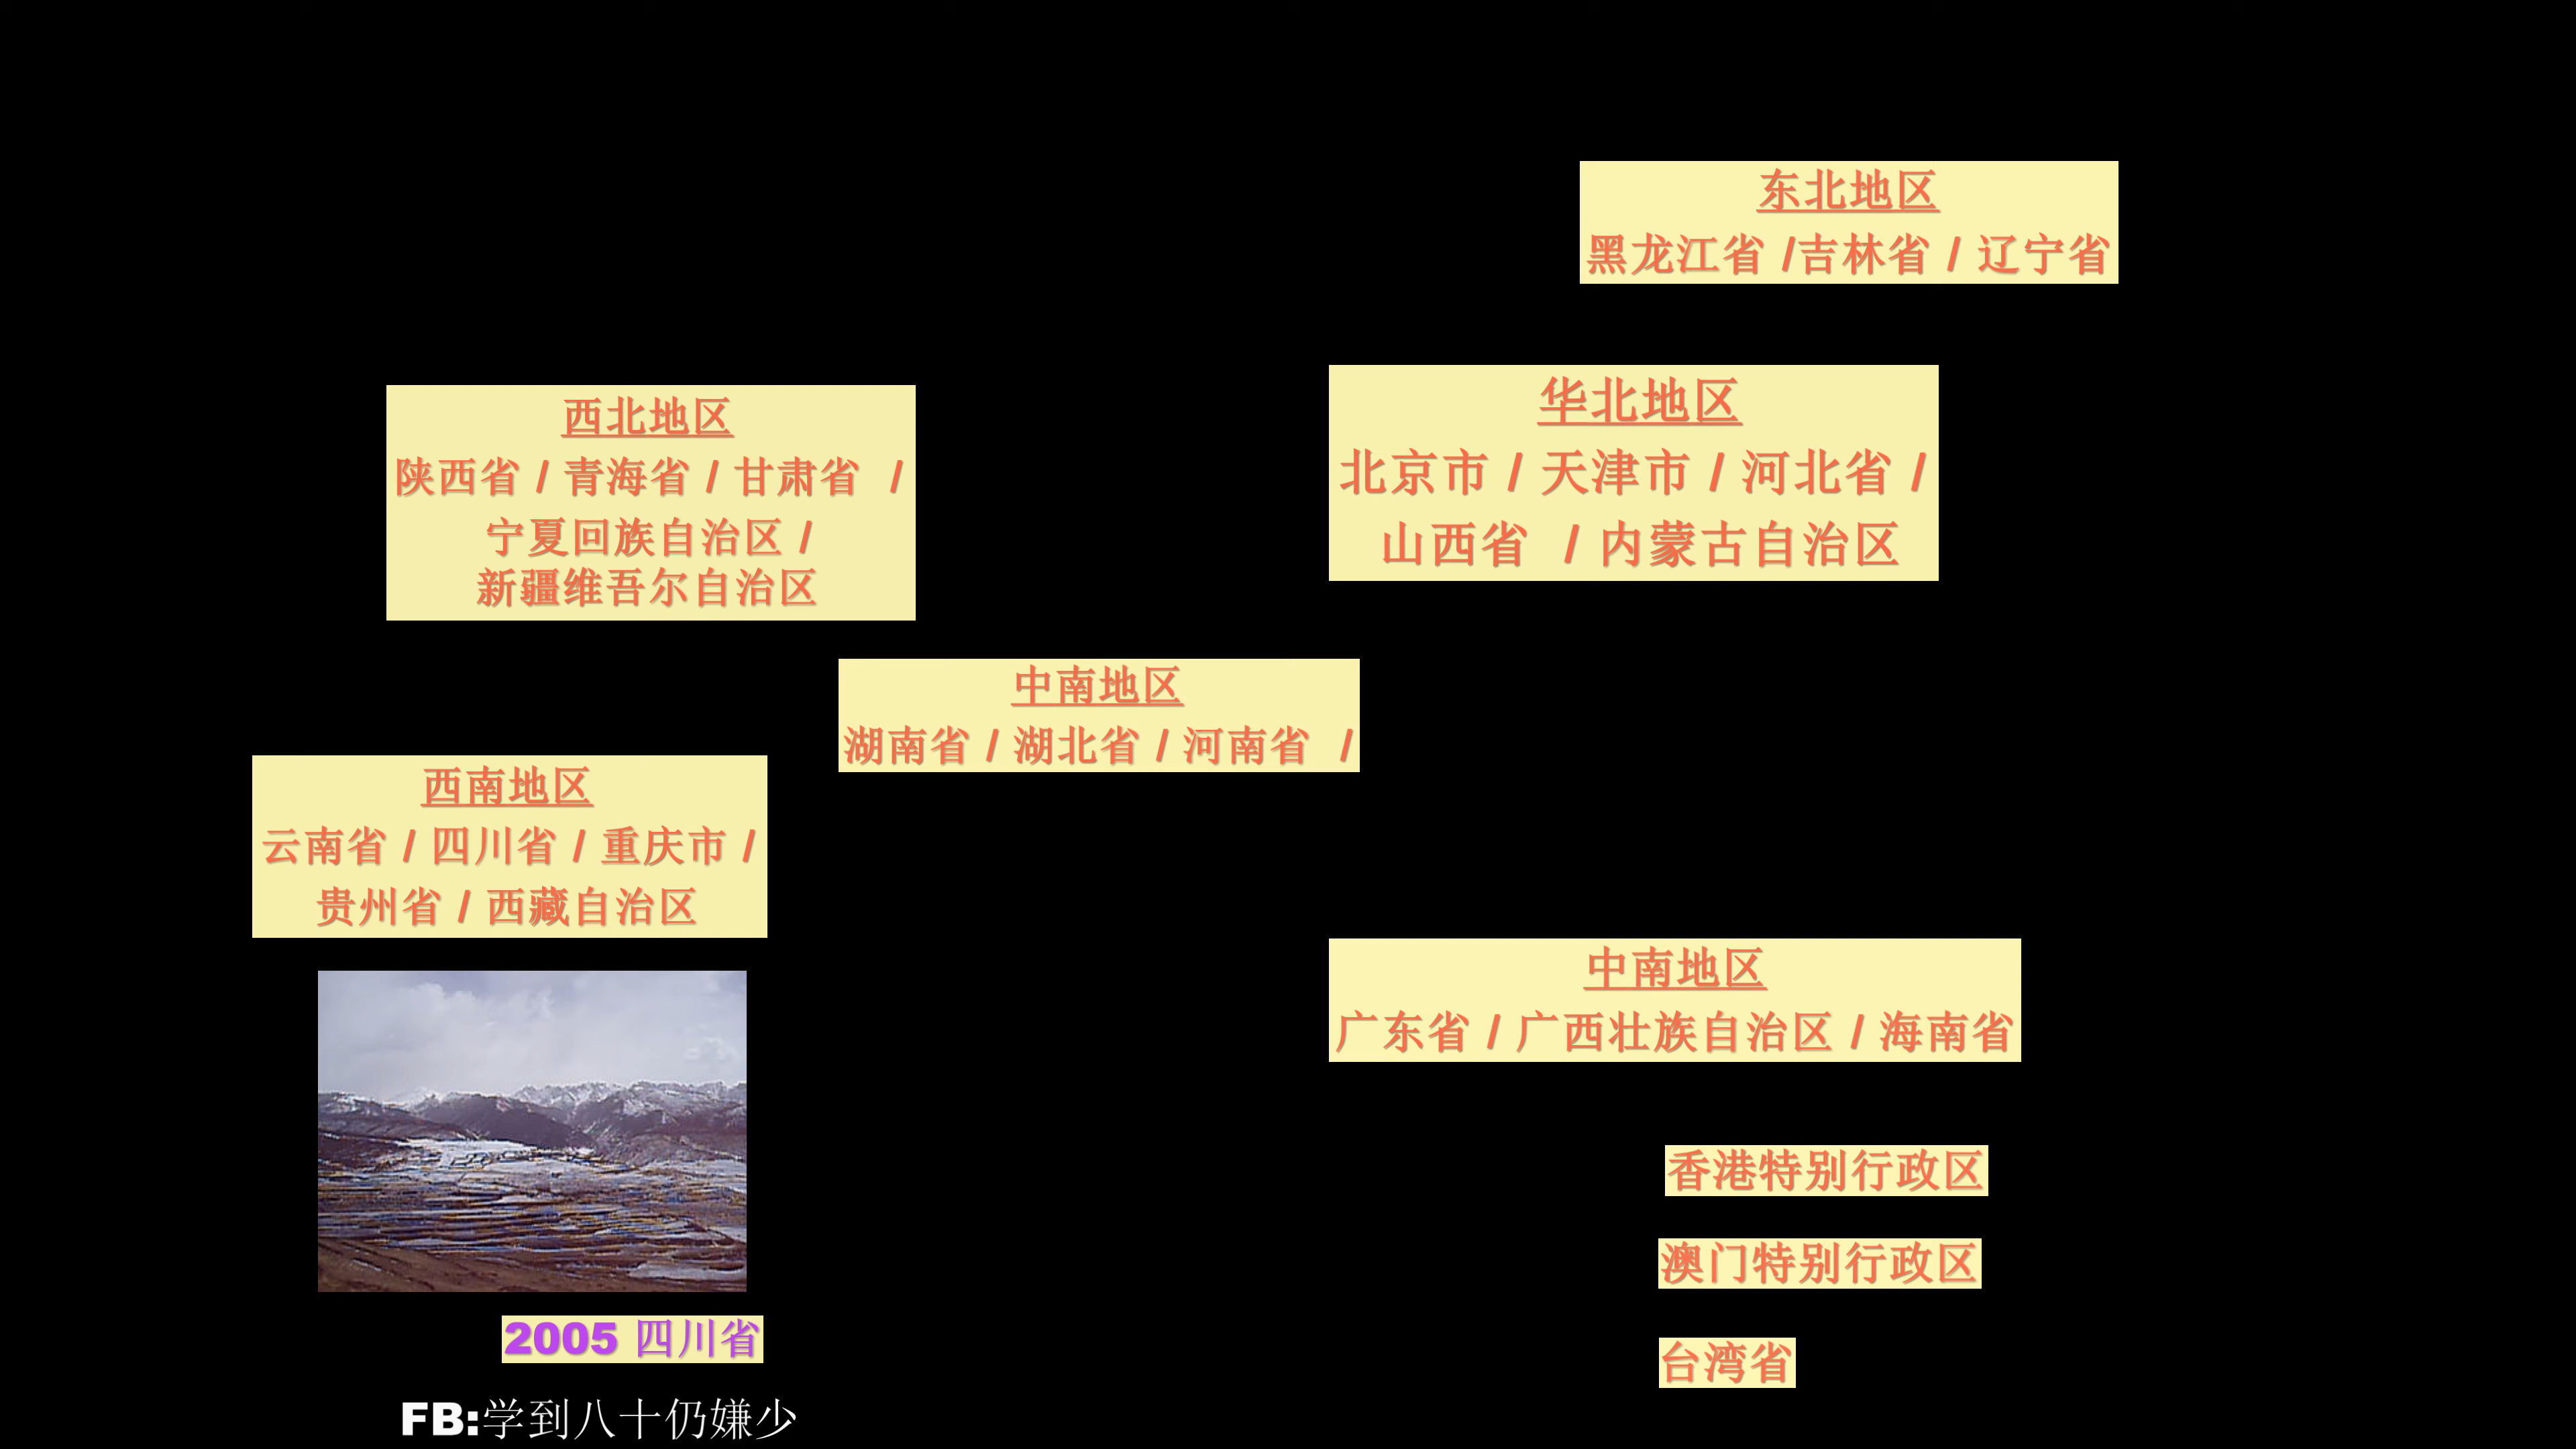 东北地区
黑龙江省 /吉林省 / 辽宁省
华北地区
北京市 / 天津市 / 河北省 /
山西省 / 内蒙古自治区
西北地区
陕西省 / 青海省 / 甘肃省 /
宁夏回族自治区 /
新疆维吾尔自治区
中南地区
湖南省 / 湖北省 / 河南省 /
西南地区
云南省 / 四川省 / 重庆市 /
贵州省 / 西藏自治区
中南地区
广东省 / 广西壮族自治区 / 海南省
香港特别行政区
澳门特别行政区
台湾省
2005 四川省
FB:学到八十仍嫌少